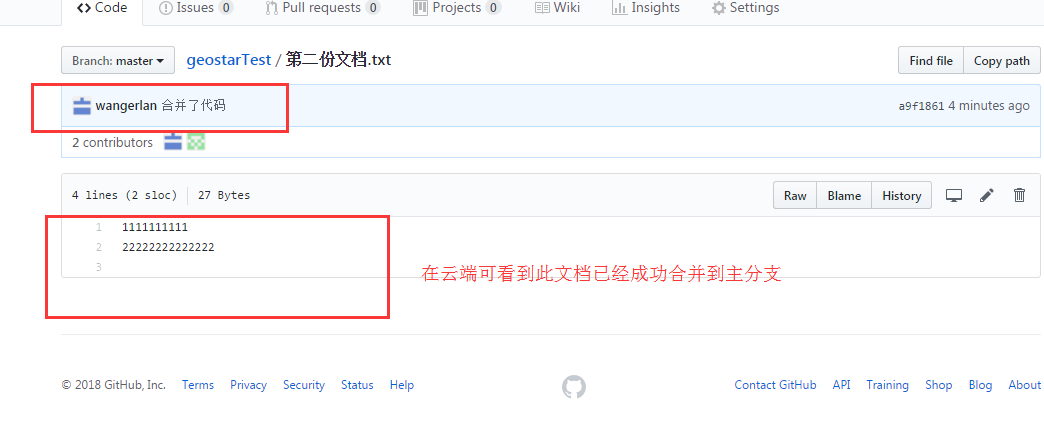 Code Issues 0 Pull requests 0 Projects 0 Wiki Insights Settings
Branch: master geostarTest / 第二份文档.txt Find file Copy path
wangerlan 合并了代码 a9f1861 4 minutes ago
2 contributors
4 lines (2 sloc) 27 Bytes Raw Blame History
1 1111111111
2 22222222222222
3
在云端可看到此文档已经成功合并到主分支
© 2018 GitHub, Inc. Terms Privacy Security Status Help Contact GitHub API Training Shop Blog About